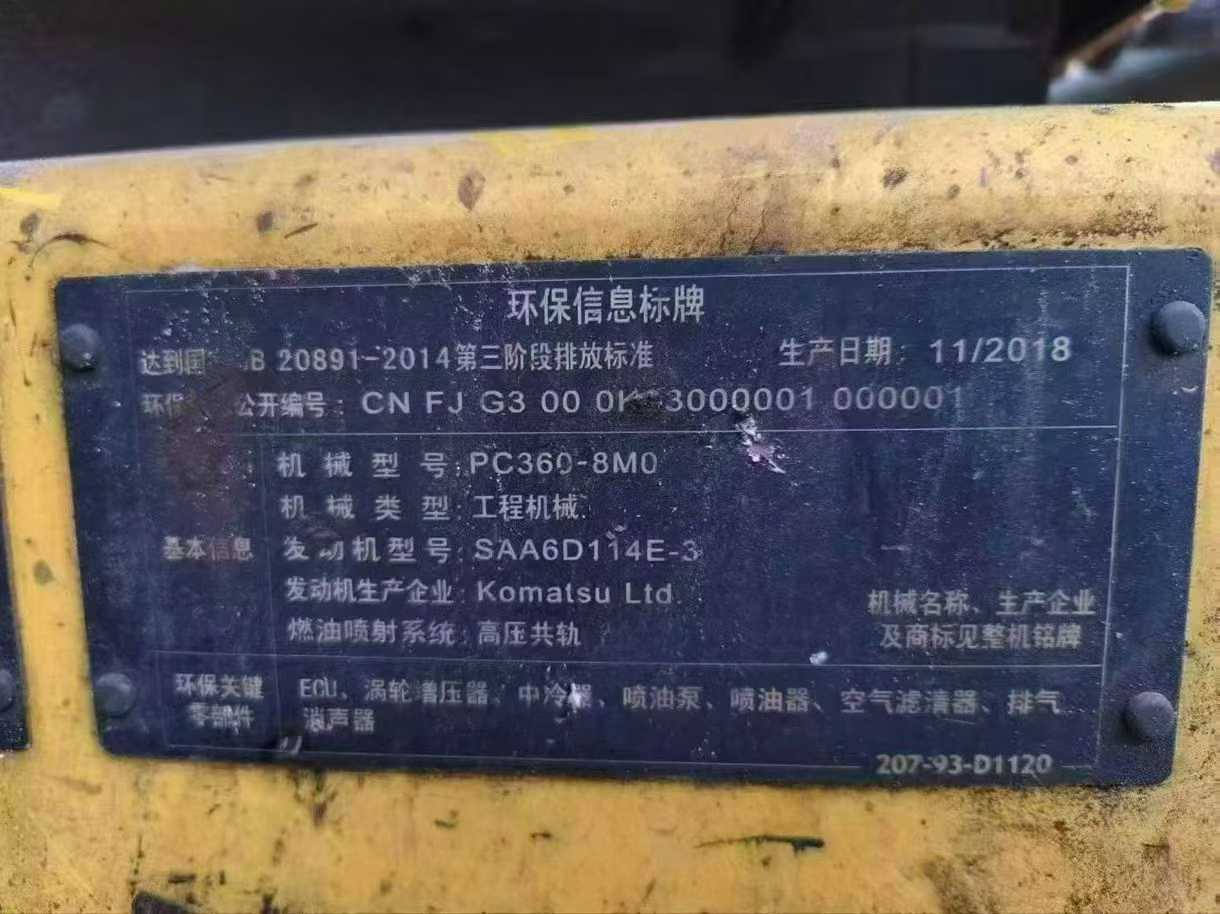 环保信息标牌
达到国 B 20891-2014第三阶段排放标准 生产日期: 11/2018
环保 公开编号: CN FJ G3 00 3000001 000001
机械型号: PC360-8M0
机械类型: 工程机械
基本信息 发动机型号: SAA6D114E-3
发动机生产企业: Komatsu Ltd.
燃油喷射系统: 高压共轨
机械名称、生产企业
及商标见整机铭牌
环保关键
零部件
ECU、涡轮增压器、中冷器、喷油泵、喷油器、空气滤清器、排气
消声器
207-93-D1120